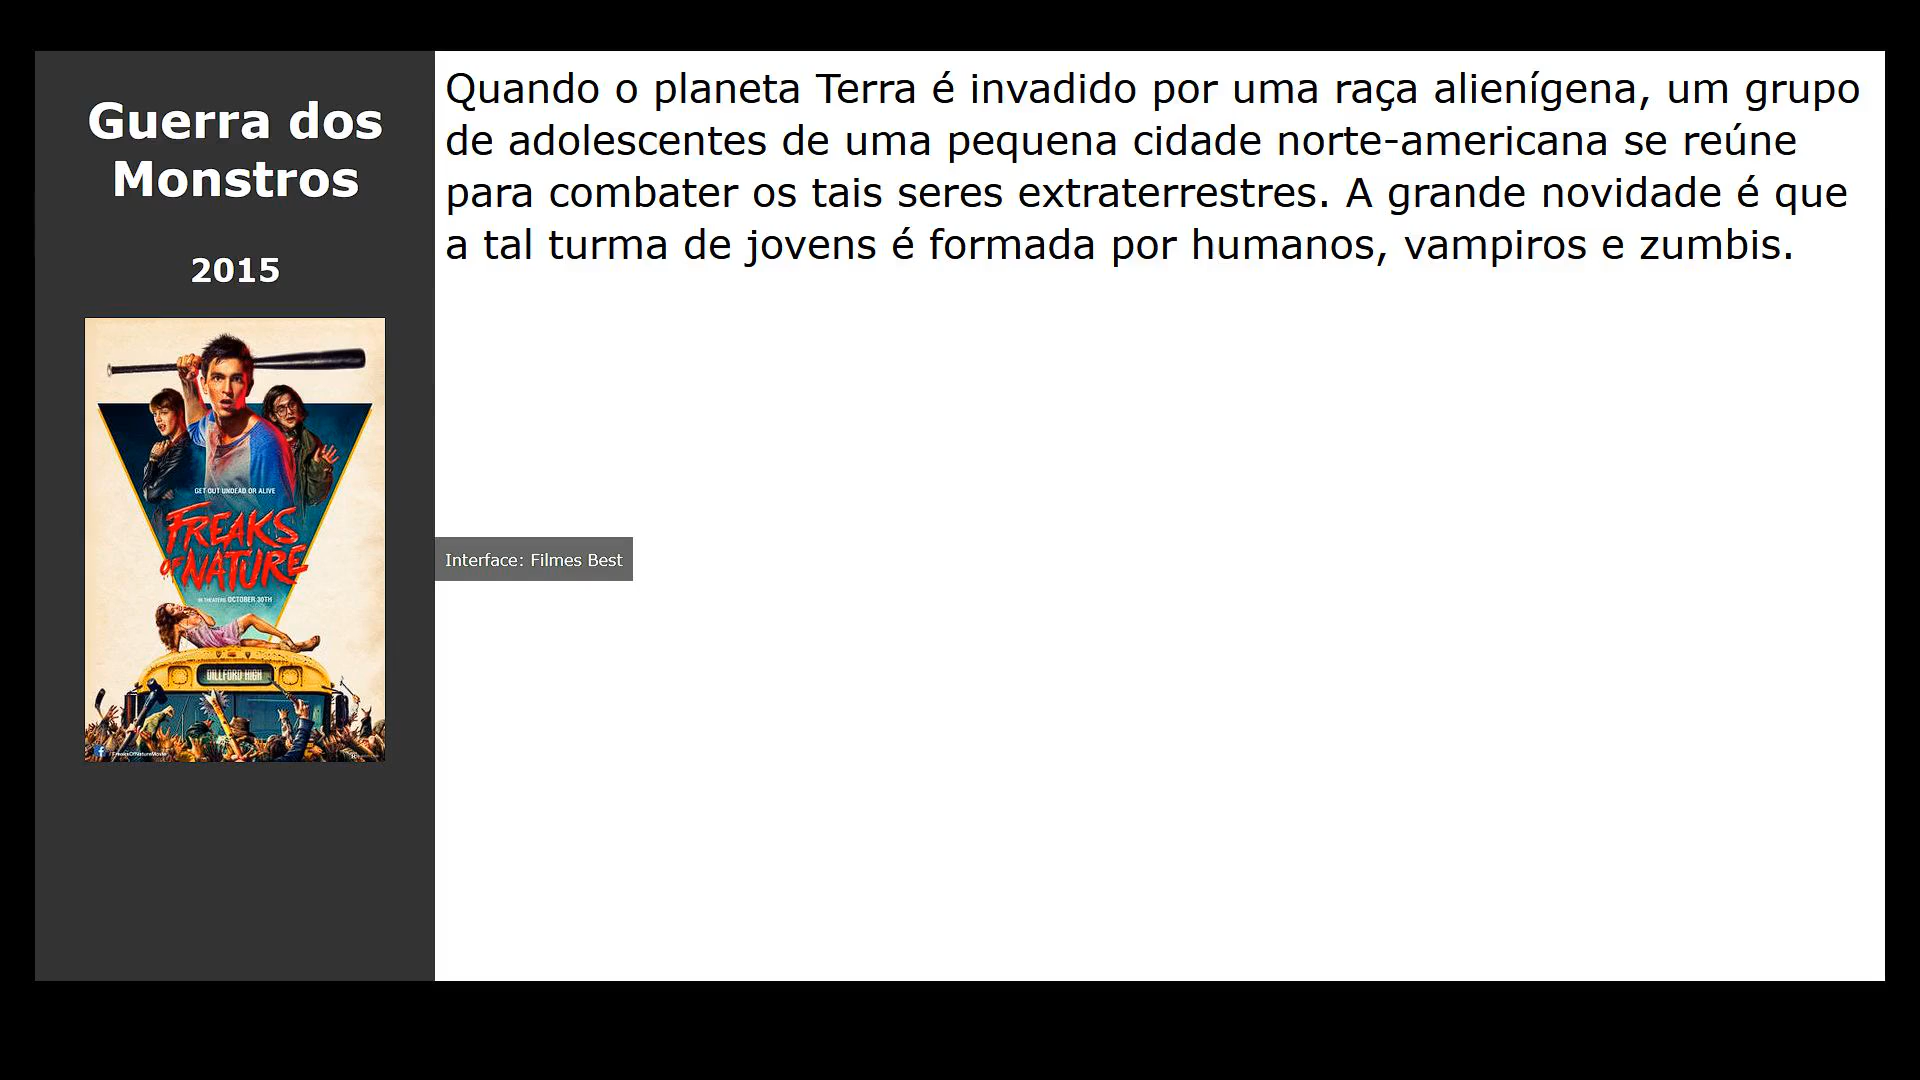 Guerra dos
Monstros
2015
GET OUT UNDEAD OR ALIVE
FREAKS
OF NATURE
IN THEATERS OCTOBER 30TH
DILLFORD HIGH
f /FreaksOfNatureMovie
Quando o planeta Terra é invadido por uma raça alienígena, um grupo
de adolescentes de uma pequena cidade norte-americana se reúne
para combater os tais seres extraterrestres. A grande novidade é que
a tal turma de jovens é formada por humanos, vampiros e zumbis.
Interface: Filmes Best